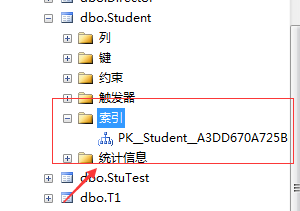 dbo.Student
列
键
约束
触发器
索引
PK__Student__A3DD670A725B
统计信息
dbo.StuTest
dbo.T1